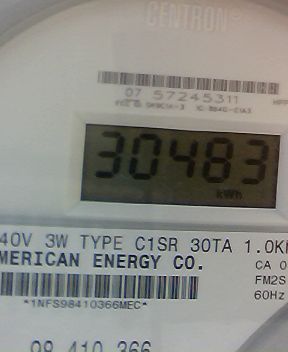 CENTRON®
07 57245311
30483
kWh
40V 3W TYPE C1SR 30TA 1.0K
MERICAN ENERGY CO.
CA 0
FM2S
60Hz
*1NFS98410366MEC*
98 410 366